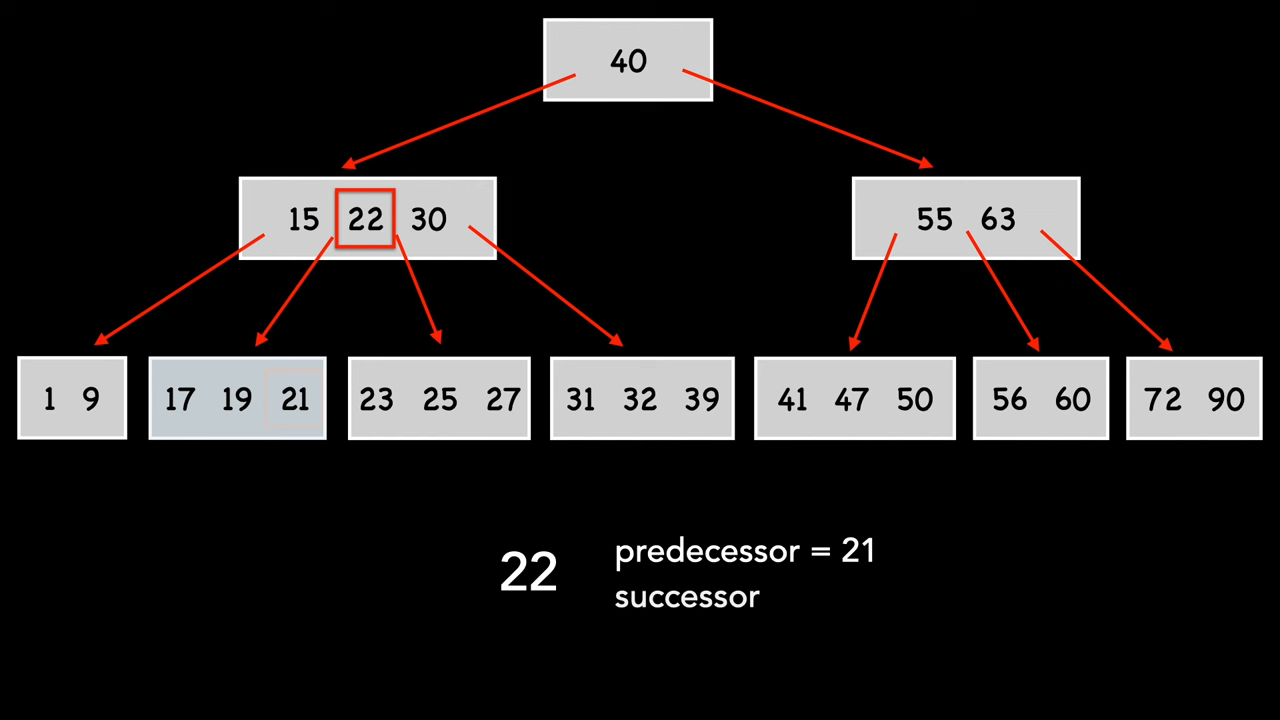 40
15 22 30
55 63
1 9
17 19 21
23 25 27
31 32 39
41 47 50
56 60
72 90
22
predecessor = 21
successor